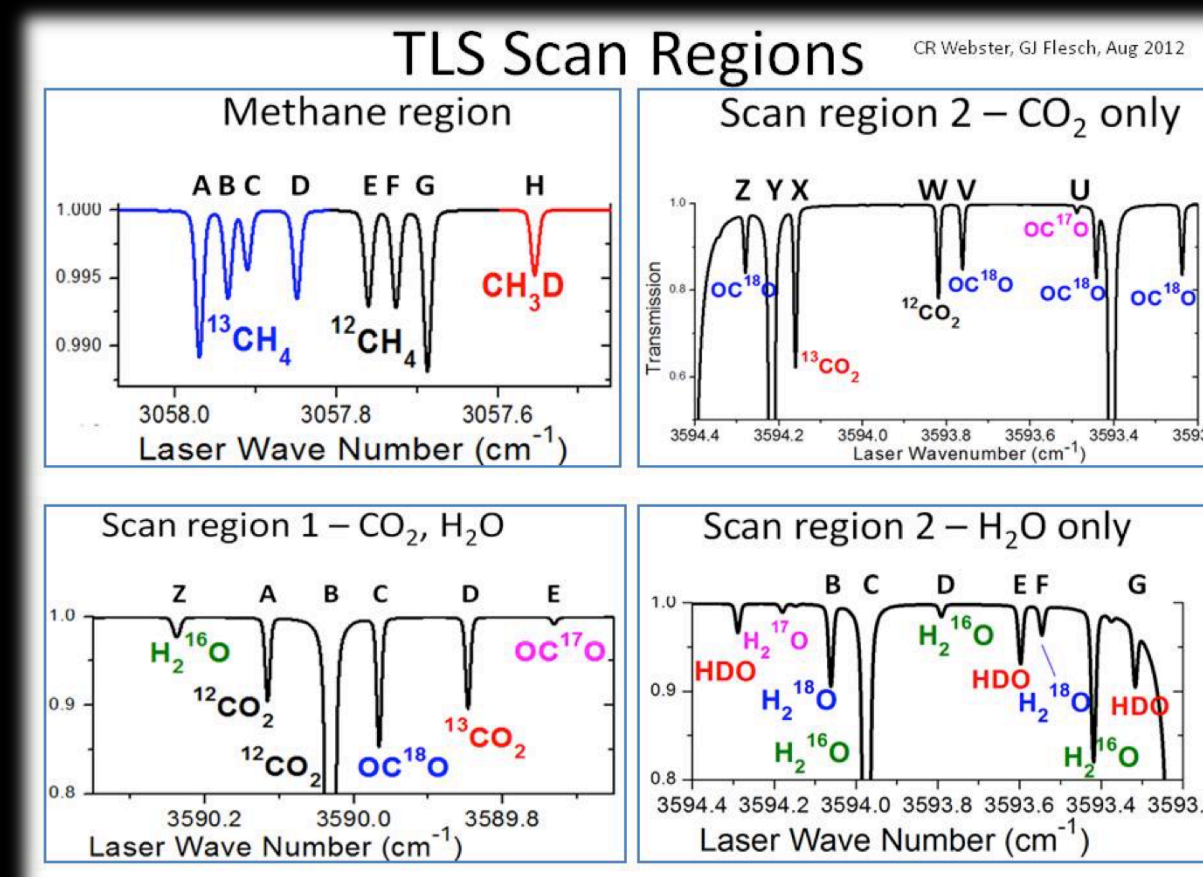 TLS Scan Regions
CR Webster, GJ Flesch, Aug 2012
Methane region
A B C D E F G H
1.000
0.995
0.990
¹³CH₄
¹²CH₄
CH₃D
3058.0 3057.8 3057.6
Laser Wave Number (cm⁻¹)
Scan region 2 – CO₂ only
Z Y X W V U
Transmission
1.0
0.8
0.6
OC¹⁸O
¹³CO₂
¹²CO₂
OC¹⁸O
OC¹⁷O
OC¹⁸O
OC¹⁸O
3594.4 3594.2 3594.0 3593.8 3593.6 3593.4
Laser Wavenumber (cm⁻¹)
Scan region 1 – CO₂, H₂O
Z A B C D E
1.0
0.9
0.8
H₂¹⁶O
¹²CO₂
¹²CO₂
OC¹⁸O
¹³CO₂
OC¹⁷O
3590.2 3590.0 3589.8
Laser Wave Number (cm⁻¹)
Scan region 2 – H₂O only
B C D E F G
1.0
0.9
0.8
HDO
H₂¹⁷O
H₂¹⁸O
H₂¹⁶O
H₂¹⁶O
HDO
H₂¹⁸O
H₂¹⁶O
HDO
3594.4 3594.2 3594.0 3593.8 3593.6 3593.4
Laser Wave Number (cm⁻¹)